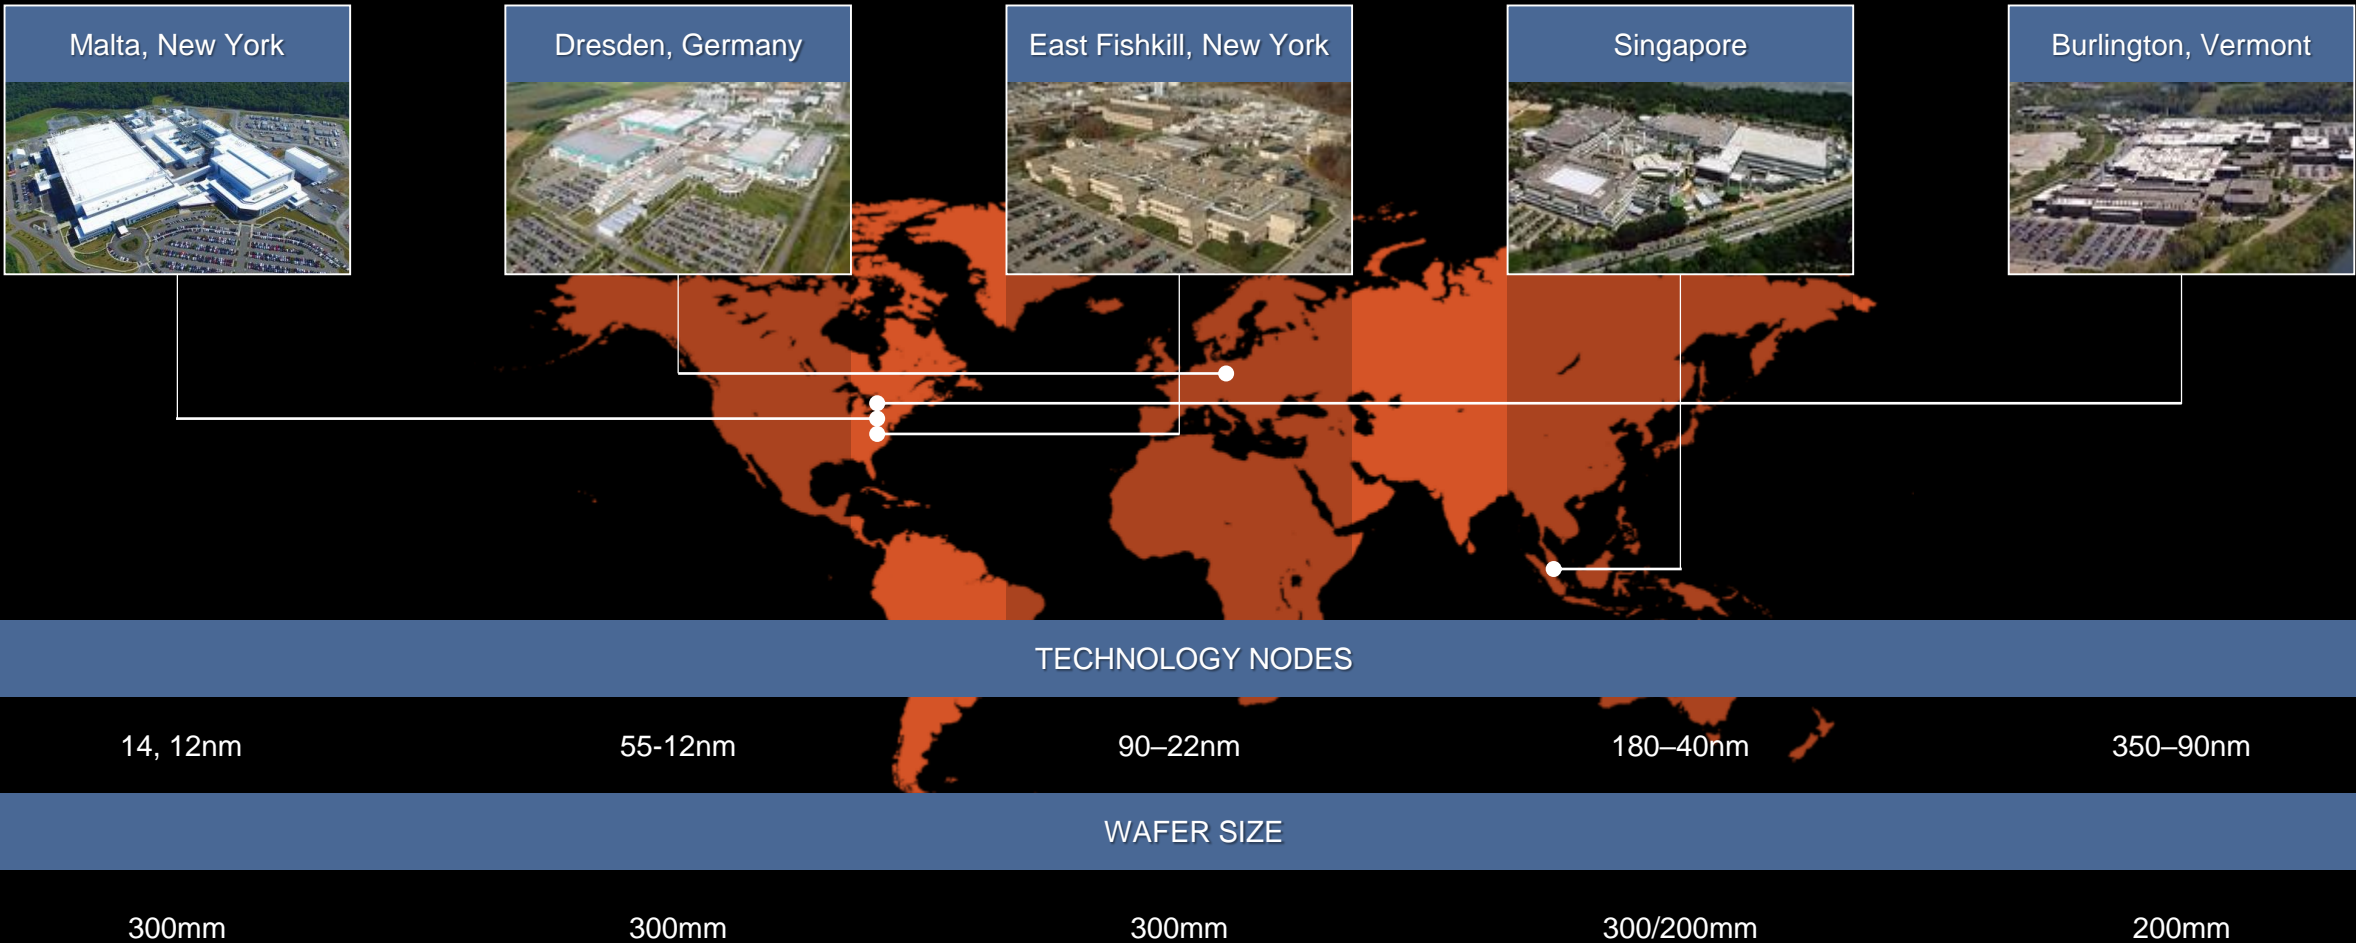 Malta, New York
Dresden, Germany
East Fishkill, New York
Singapore
Burlington, Vermont
TECHNOLOGY NODES
14, 12nm
55-12nm
90–22nm
180–40nm
350–90nm
WAFER SIZE
300mm
300mm
300mm
300/200mm
200mm